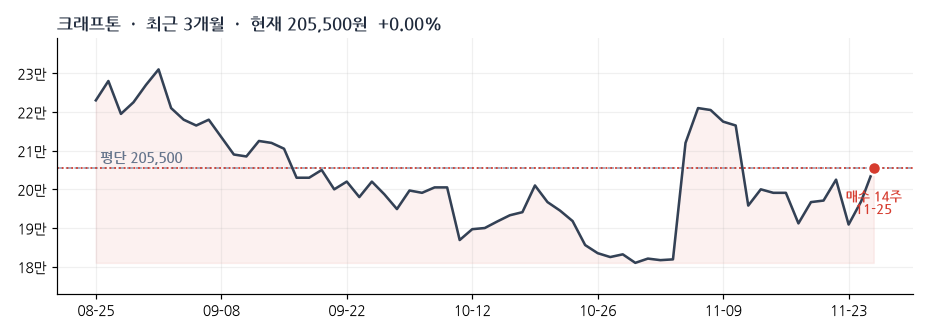 크래프톤 · 최근 3개월 · 현재 205,500원 +0.00%
23만
22만
21만
20만
19만
18만
평단 205,500
매수 14주
11-25
08-25 09-08 09-22 10-12 10-26 11-09 11-23